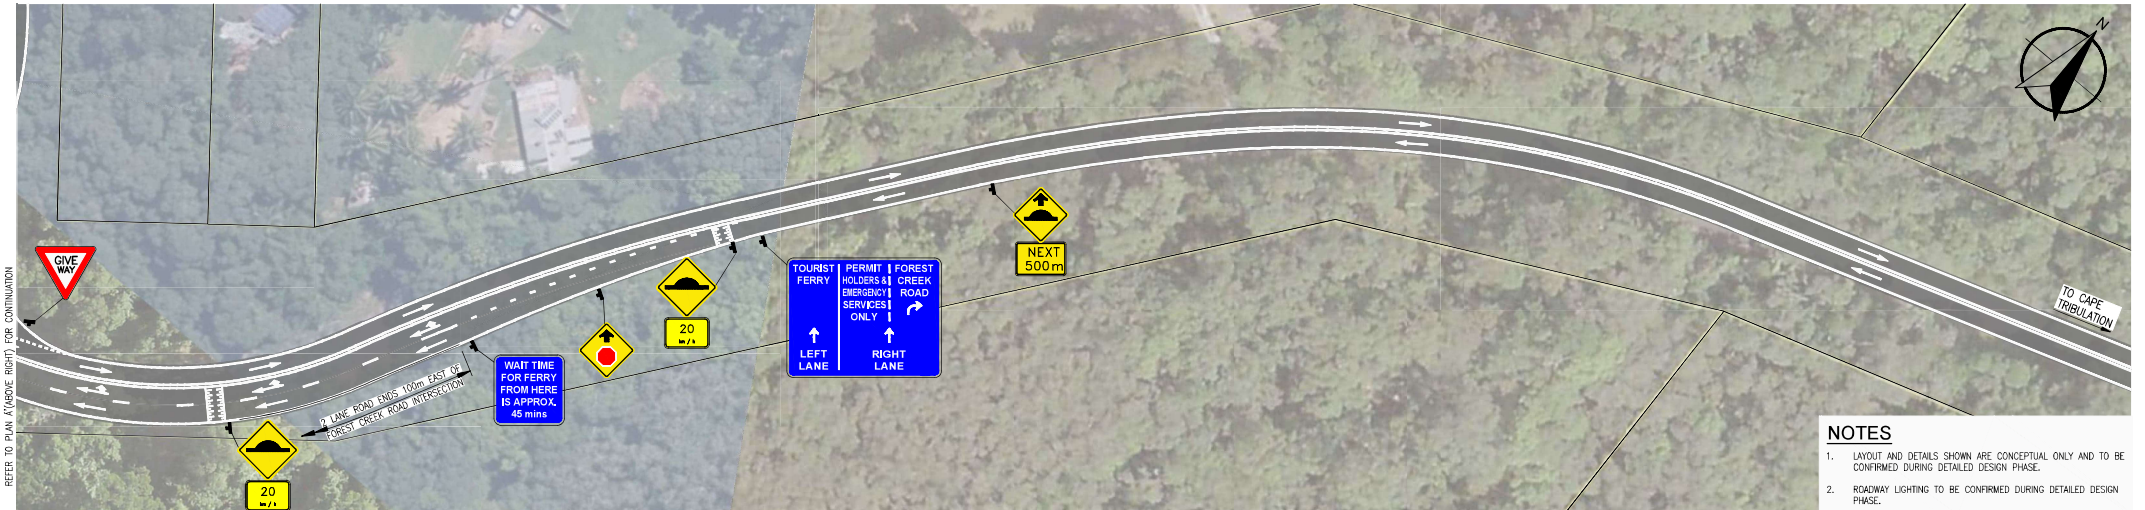 REFER TO PLAN 'A' (ABOVE RIGHT) FOR CONTINUATION
GIVE
WAY
20
km/h
2 LANE ROAD ENDS 100m EAST OF
FOREST CREEK ROAD INTERSECTION
WAIT TIME
FOR FERRY
FROM HERE
IS APPROX.
45 mins
20
km/h
TOURIST
FERRY
LEFT
LANE
PERMIT
HOLDERS &
EMERGENCY
SERVICES
ONLY
FOREST
CREEK
ROAD
RIGHT
LANE
NEXT
500m
N
TO CAPE
TRIBULATION
NOTES
1. LAYOUT AND DETAILS SHOWN ARE CONCEPTUAL ONLY AND TO BE
CONFIRMED DURING DETAILED DESIGN PHASE.
2. ROADWAY LIGHTING TO BE CONFIRMED DURING DETAILED DESIGN
PHASE.